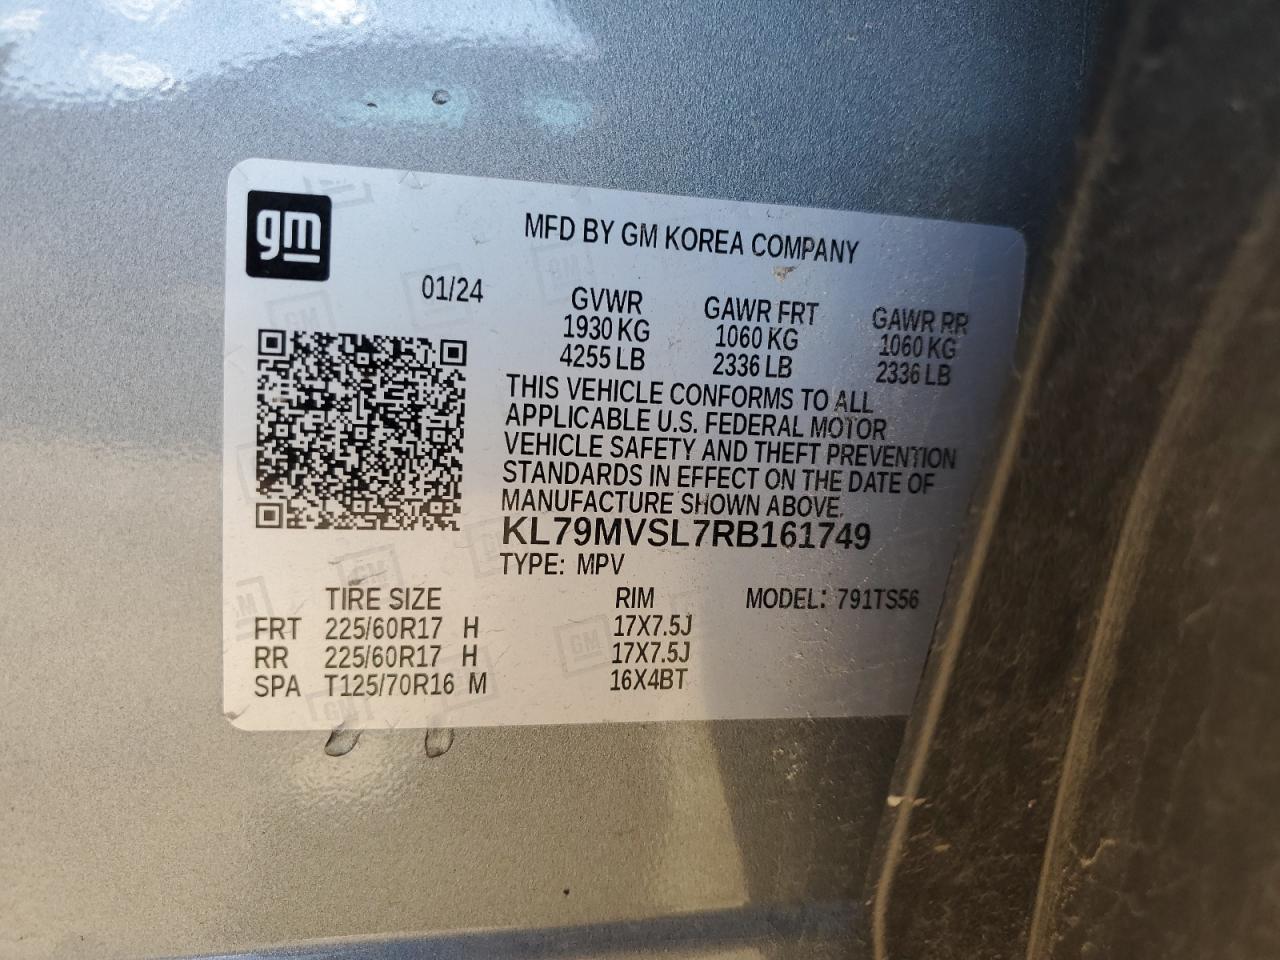 gm
MFD BY GM KOREA COMPANY
01/24
GVWR GAWR FRT GAWR RR
1930 KG 1060 KG 1060 KG
4255 LB 2336 LB 2336 LB
THIS VEHICLE CONFORMS TO ALL
APPLICABLE U.S. FEDERAL MOTOR
VEHICLE SAFETY AND THEFT PREVENTION
STANDARDS IN EFFECT ON THE DATE OF
MANUFACTURE SHOWN ABOVE.
KL79MVSL7RB161749
TYPE: MPV
TIRE SIZE RIM MODEL: 791TS56
FRT 225/60R17 H 17X7.5J
RR 225/60R17 H 17X7.5J
SPA T125/70R16 M 16X4BT